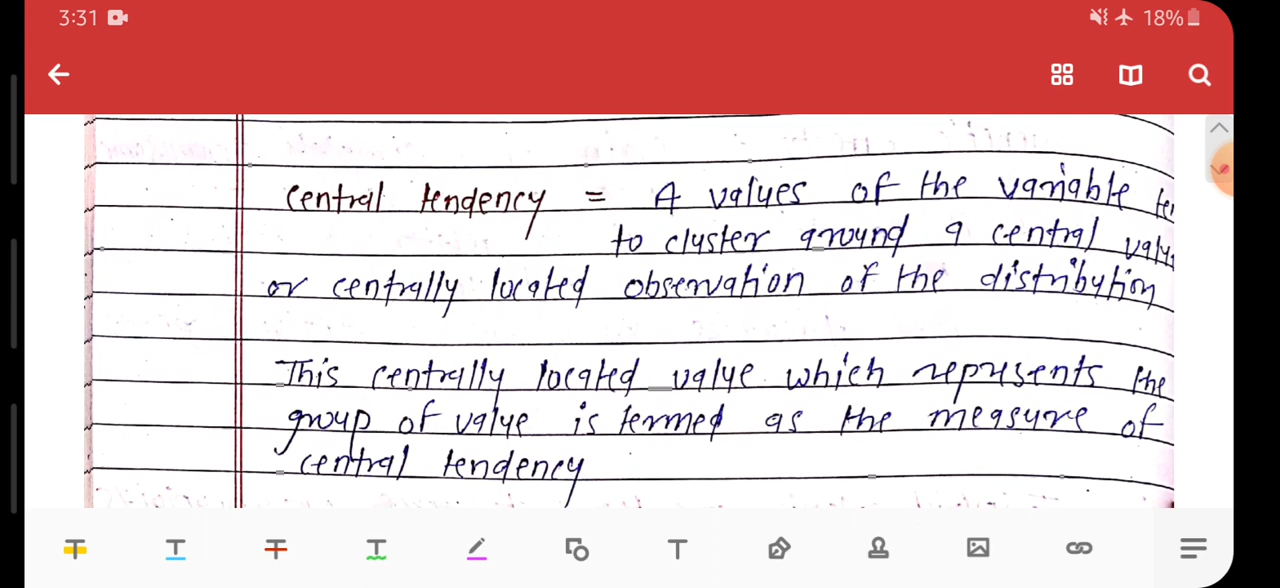 3:31
18%
central tendency = A values of the variable
to cluster around a central
or centrally located observation of the distribution
This centrally located value which represents the
group of value is termed as the measure of
central tendency